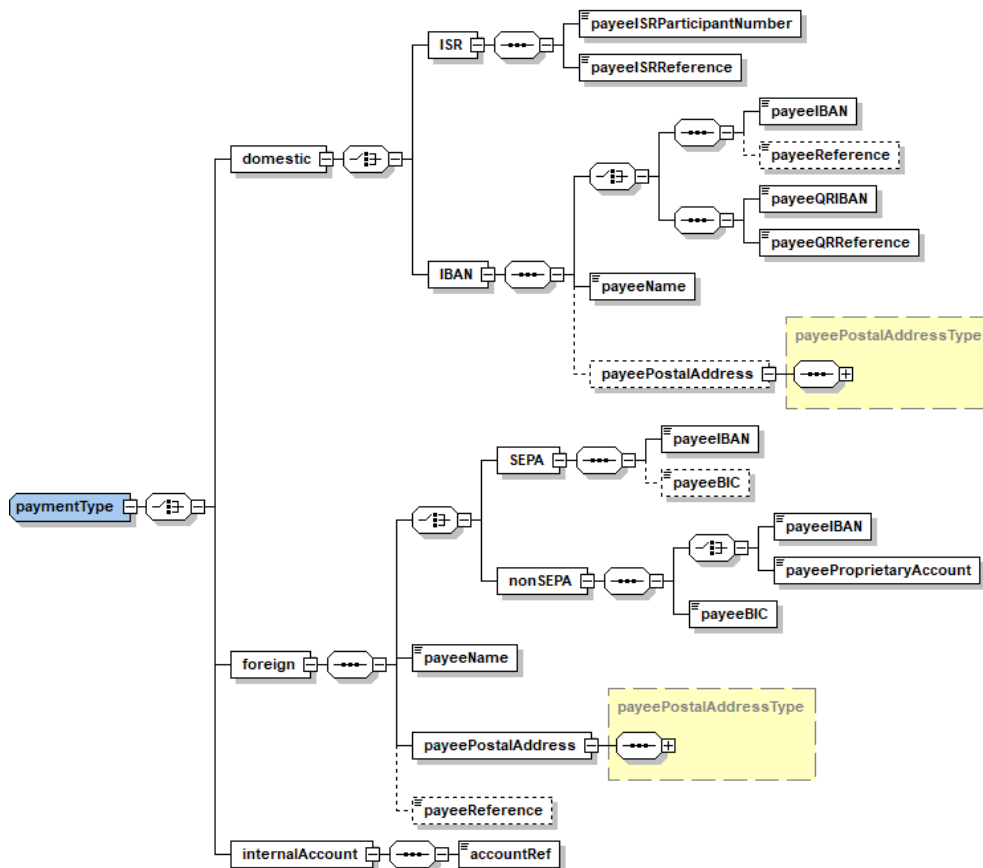 payeeISRParticipantNumber
ISR
payeeISRReference
payeeIBAN
domestic
payeeReference
payeeQRIBAN
payeeQRReference
IBAN
payeeName
payeePostalAddressType
payeePostalAddress
payeeIBAN
SEPA
payeeBIC
paymentType
payeeIBAN
payeeProprietaryAccount
nonSEPA
payeeBIC
foreign
payeeName
payeePostalAddressType
payeePostalAddress
payeeReference
internalAccount
accountRef